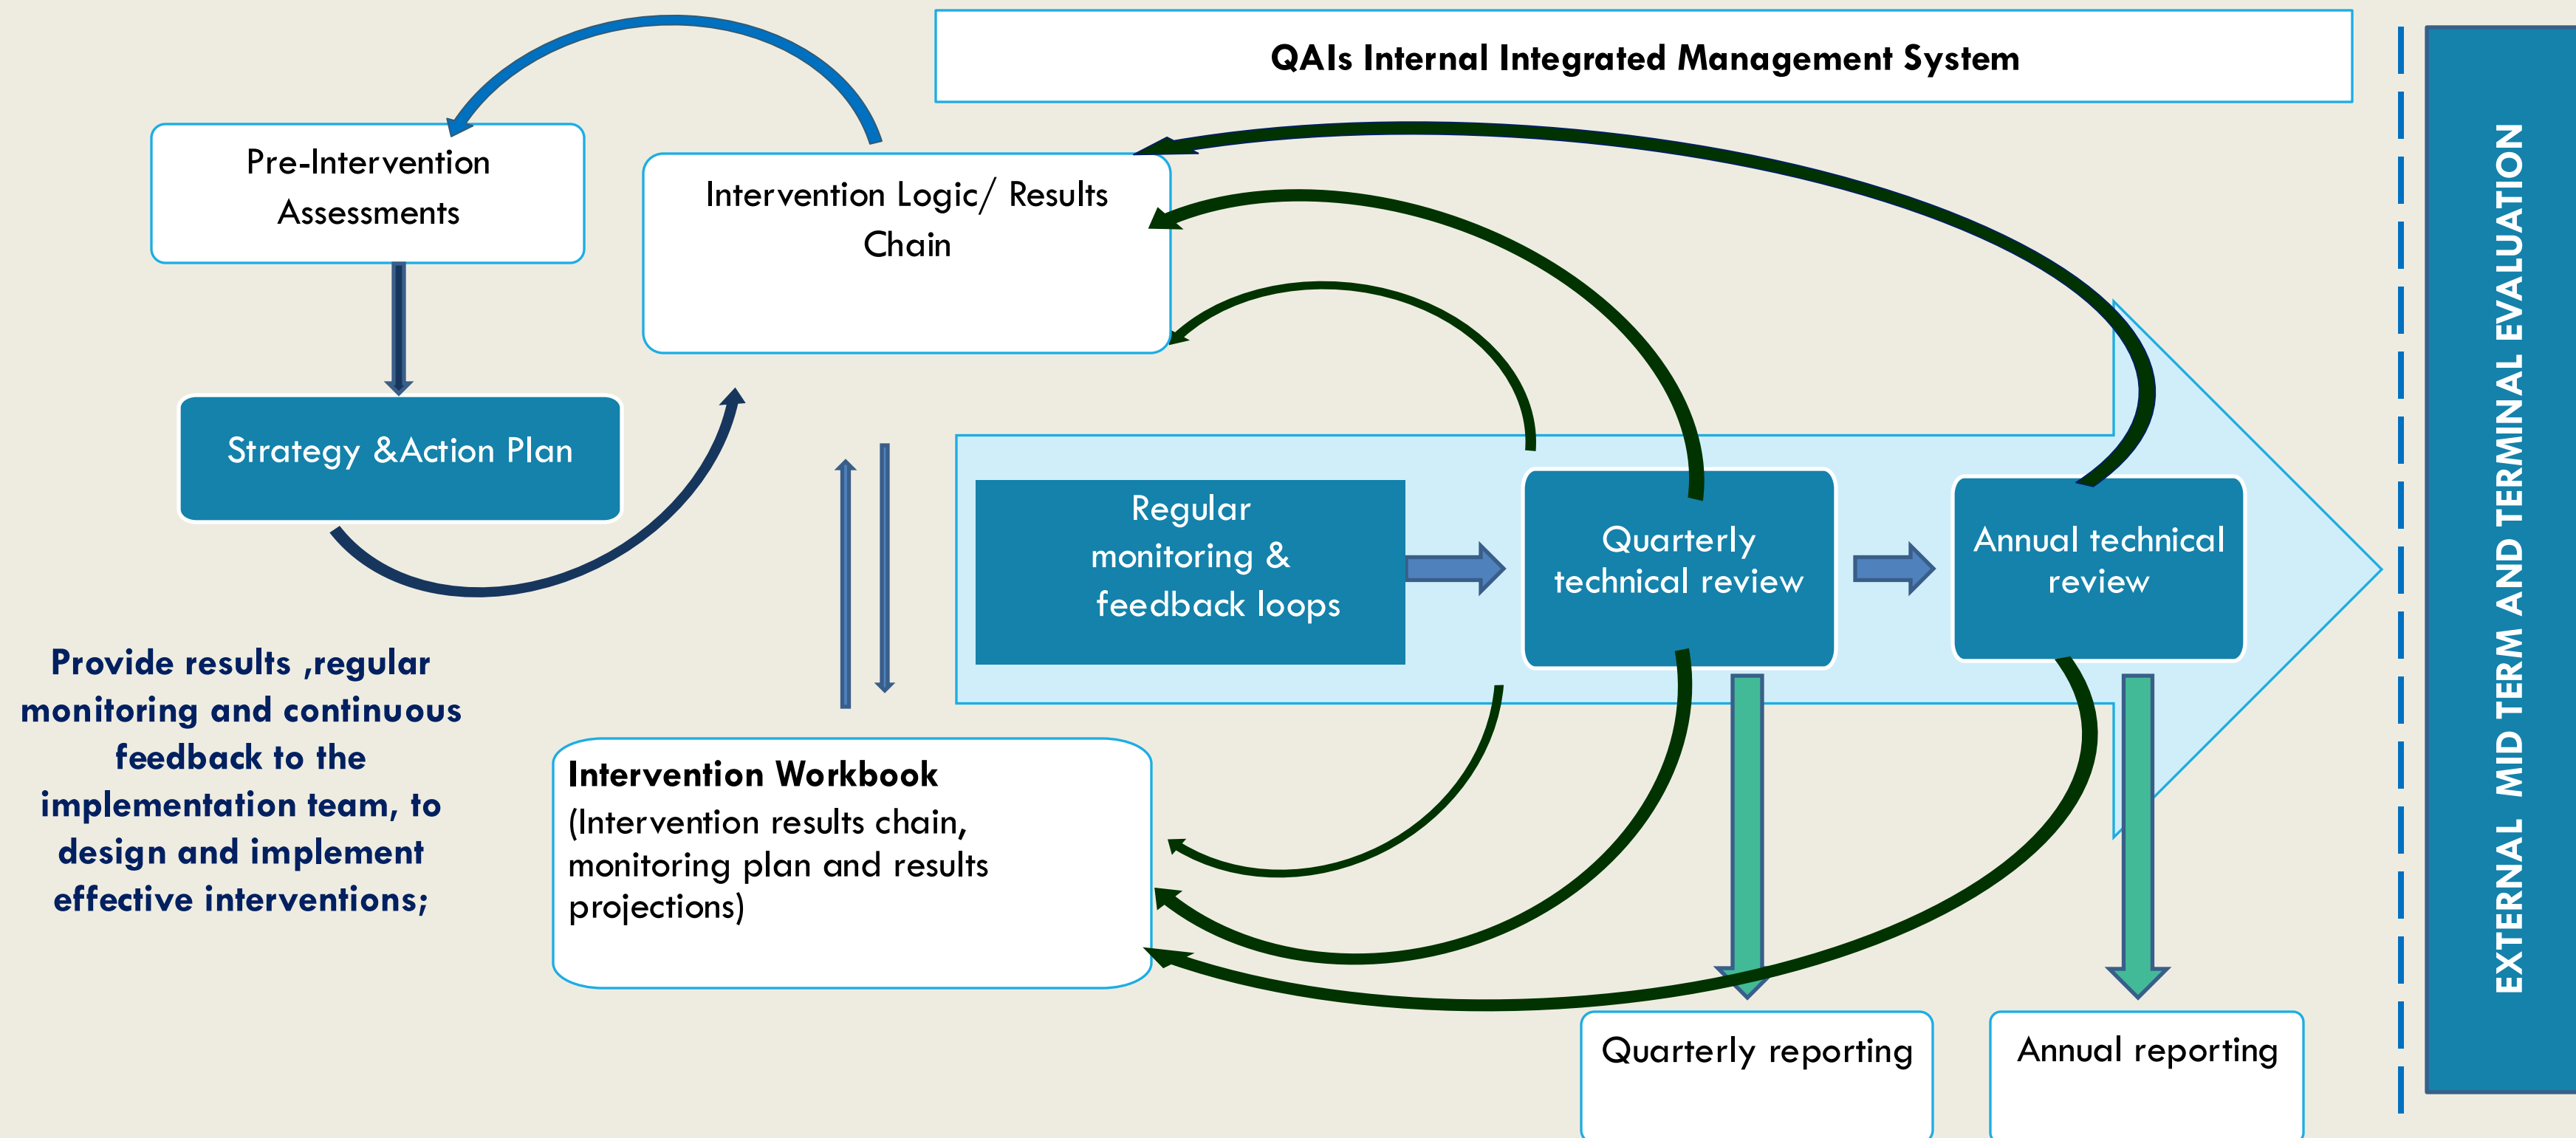 QAIs Internal Integrated Management System
Pre-Intervention
Assessments
Intervention Logic/ Results
Chain
Strategy &Action Plan
Regular
monitoring &
feedback loops
Quarterly
technical review
Annual technical
review
Provide results ,regular
monitoring and continuous
feedback to the
implementation team, to
design and implement
effective interventions;
Intervention Workbook
(Intervention results chain,
monitoring plan and results
projections)
Quarterly reporting
Annual reporting
EXTERNAL MID TERM AND TERMINAL EVALUATION